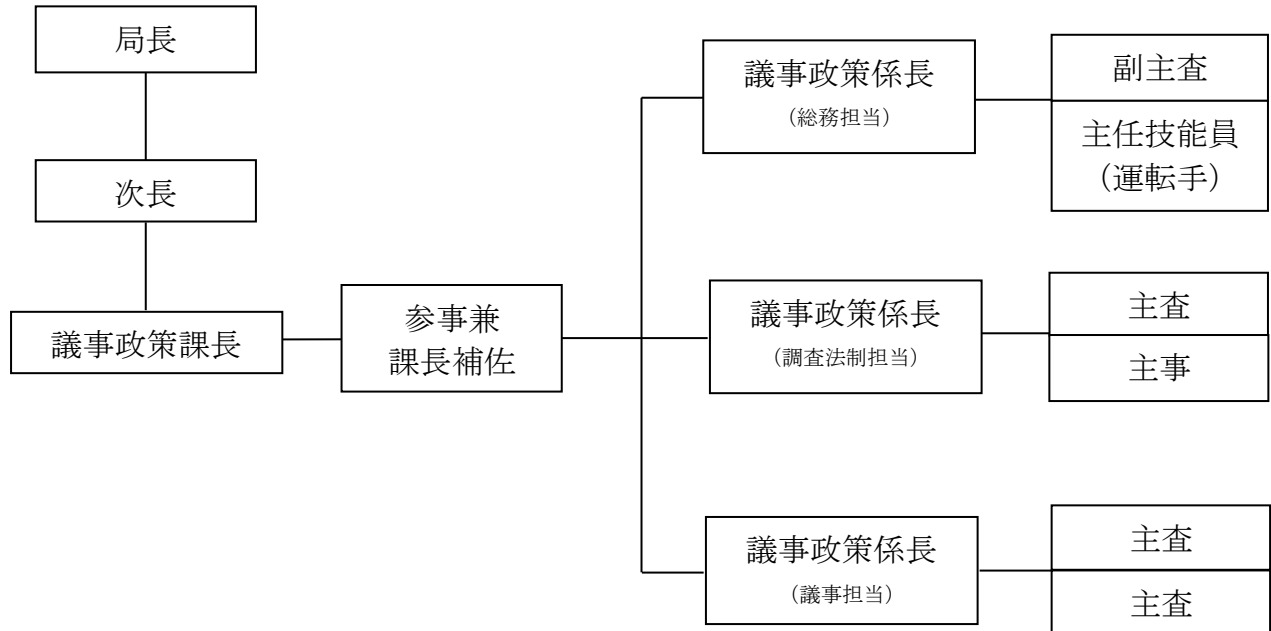 局長
次長
議事政策課長
参事兼
課長補佐
議事政策係長
（総務担当）
副主査
主任技能員
（運転手）
議事政策係長
（調査法制担当）
主査
主事
議事政策係長
（議事担当）
主査
主査